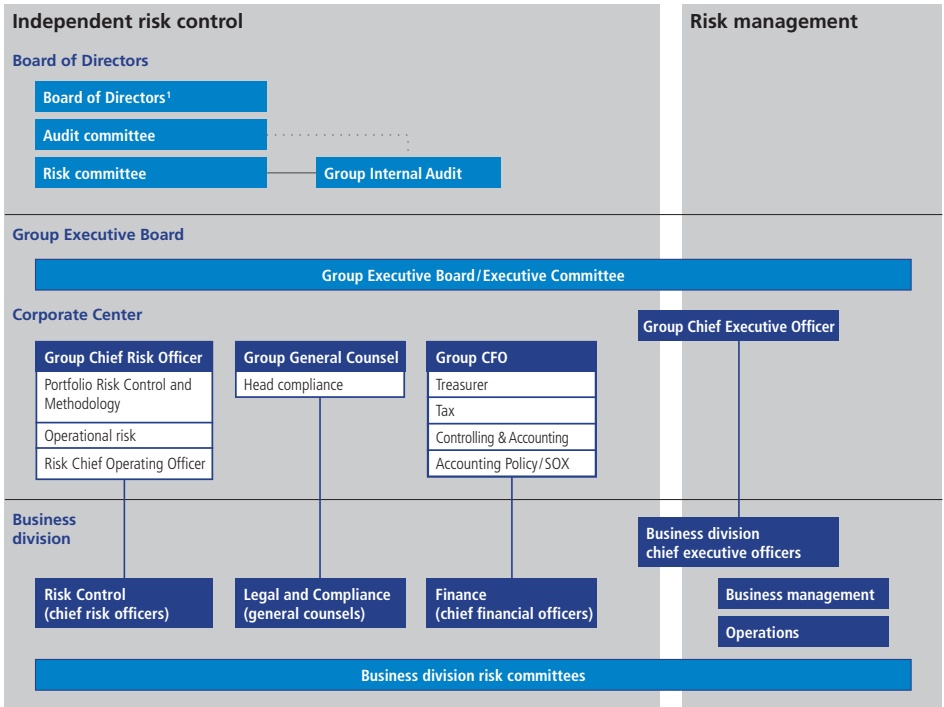 Independent risk control
Risk management
Board of Directors
Board of Directors¹
Audit committee
Risk committee
Group Internal Audit
Group Executive Board
Group Executive Board/Executive Committee
Corporate Center
Group Chief Executive Officer
Group Chief Risk Officer
Portfolio Risk Control and
Methodology
Operational risk
Risk Chief Operating Officer
Group General Counsel
Head compliance
Group CFO
Treasurer
Tax
Controlling & Accounting
Accounting Policy/SOX
Business
division
Business division
chief executive officers
Risk Control
(chief risk officers)
Legal and Compliance
(general counsels)
Finance
(chief financial officers)
Business management
Operations
Business division risk committees